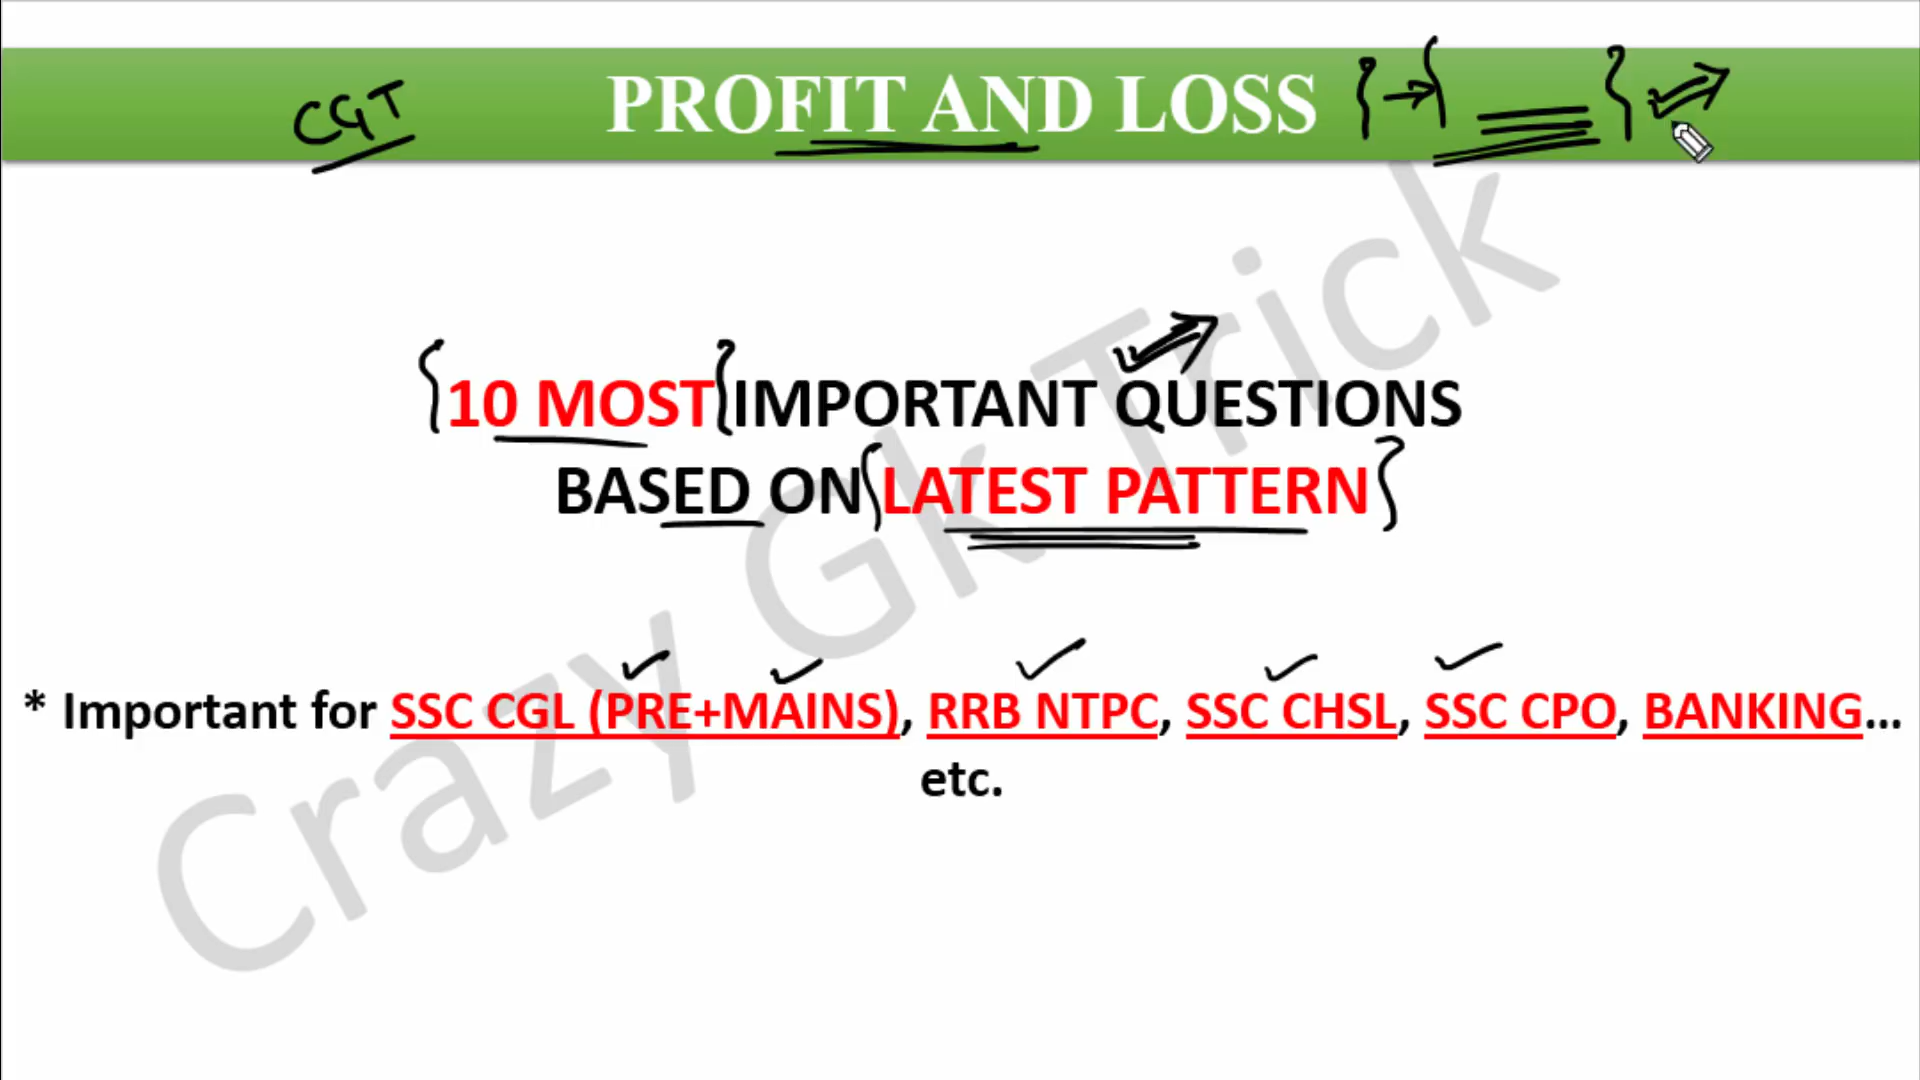 CGT
PROFIT AND LOSS
10 MOST IMPORTANT QUESTIONS
BASED ON LATEST PATTERN
* Important for SSC CGL (PRE+MAINS), RRB NTPC, SSC CHSL, SSC CPO, BANKING...
etc.
Crazy Gk Trick